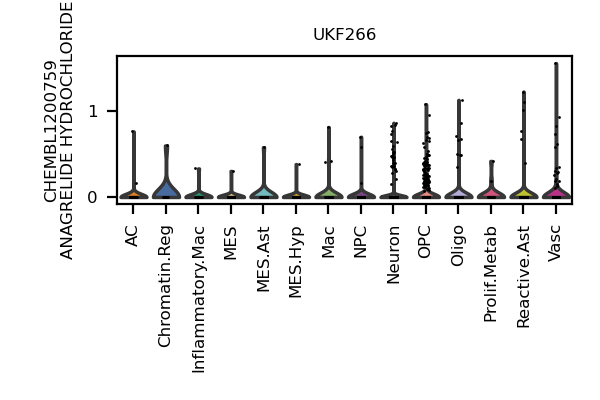 UKF266
CHEMBL1200759
ANAGRELIDE HYDROCHLORIDE
1
0
AC
Chromatin.Reg
Inflammatory.Mac
MES
MES.Ast
MES.Hyp
Mac
NPC
Neuron
OPC
Oligo
Prolif.Metab
Reactive.Ast
Vasc